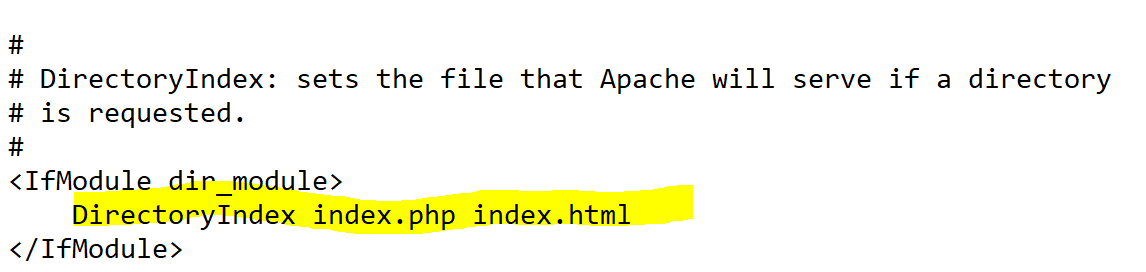 #
# DirectoryIndex: sets the file that Apache will serve if a directory
# is requested.
#
<IfModule dir_module>
    DirectoryIndex index.php index.html
</IfModule>